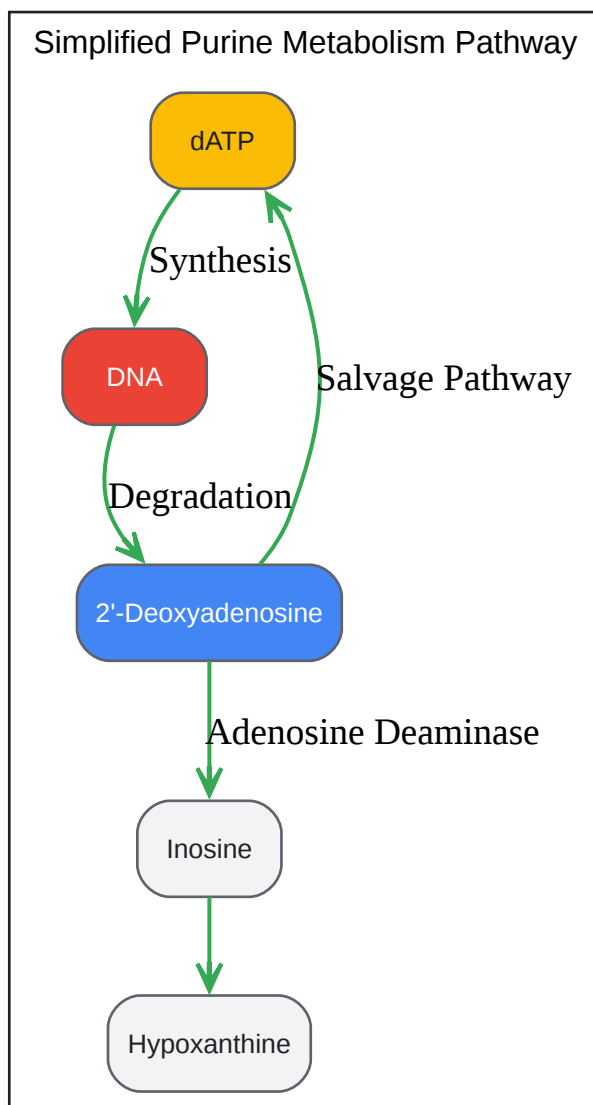 Simplified Purine Metabolism Pathway
dATP
Synthesis
DNA
Salvage Pathway
Degradation
2'-Deoxyadenosine
Adenosine Deaminase
Inosine
Hypoxanthine